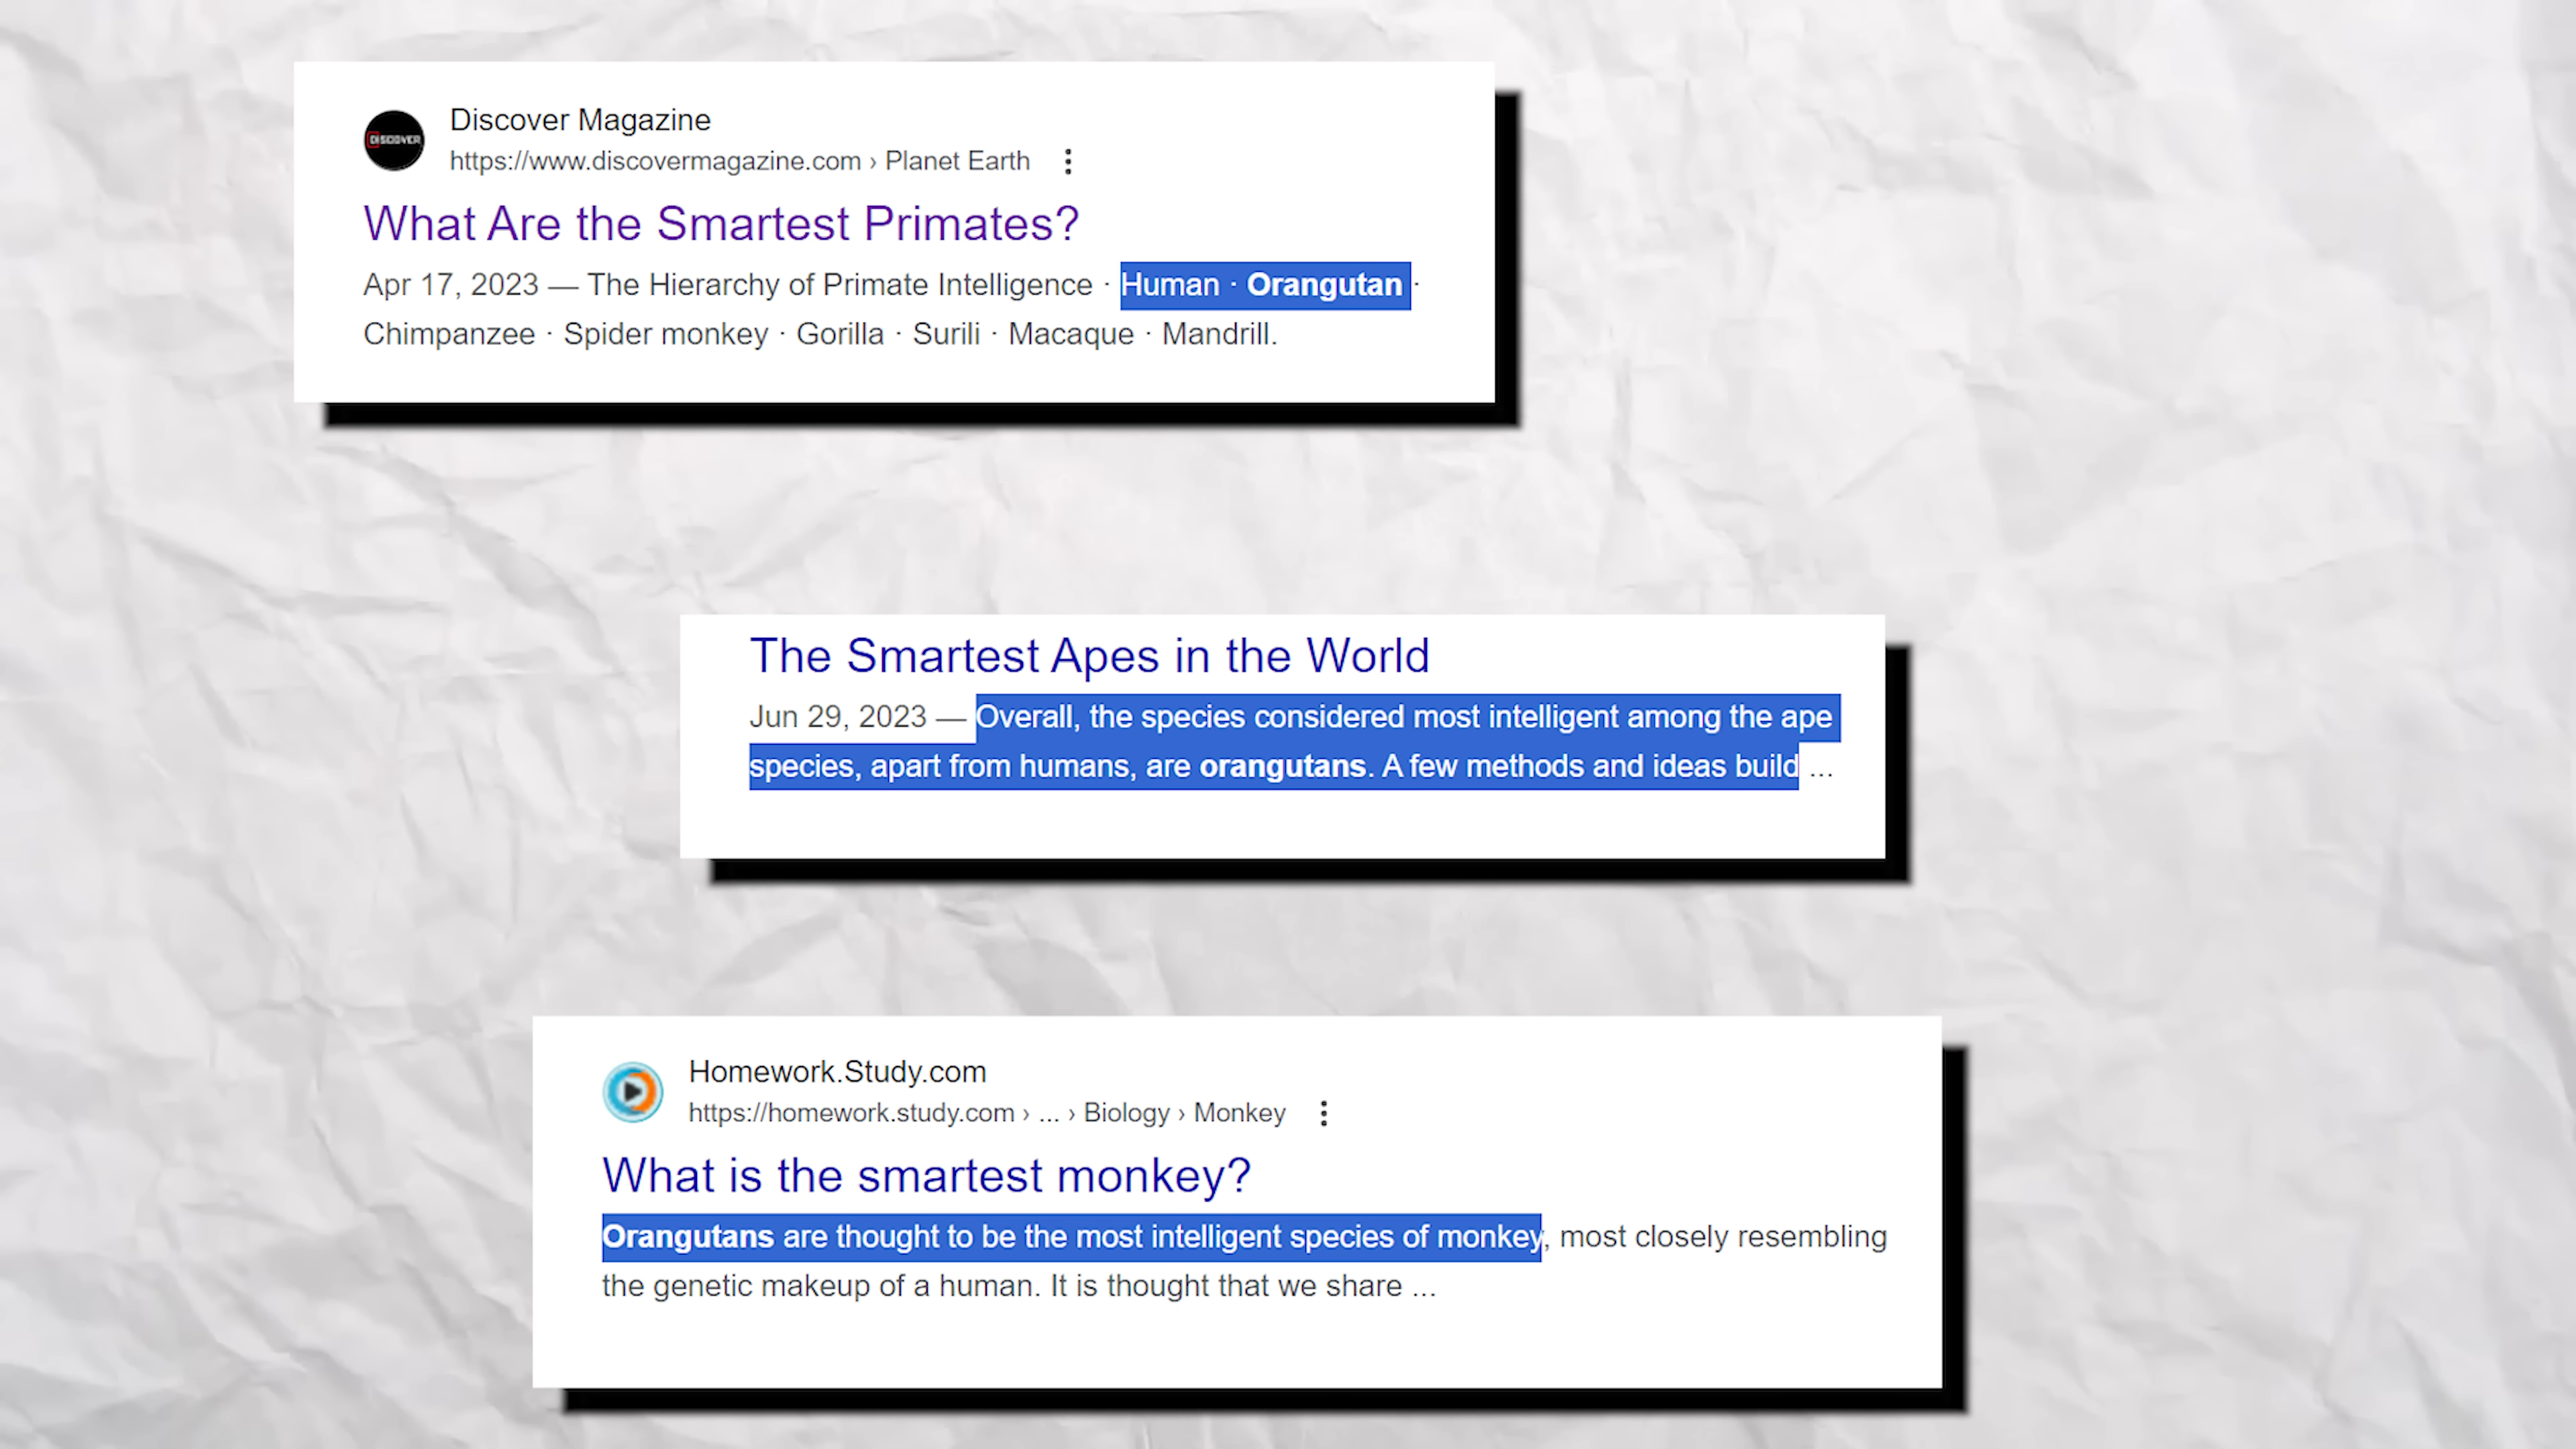 DISCOVER
Discover Magazine
https://www.discovermagazine.com › Planet Earth
What Are the Smartest Primates?
Apr 17, 2023 — The Hierarchy of Primate Intelligence · Human · Orangutan ·
Chimpanzee · Spider monkey · Gorilla · Surili · Macaque · Mandrill.
The Smartest Apes in the World
Jun 29, 2023 — Overall, the species considered most intelligent among the ape
species, apart from humans, are orangutans. A few methods and ideas build ...
Homework.Study.com
https://homework.study.com › ... › Biology › Monkey
What is the smartest monkey?
Orangutans are thought to be the most intelligent species of monkey, most closely resembling
the genetic makeup of a human. It is thought that we share ...